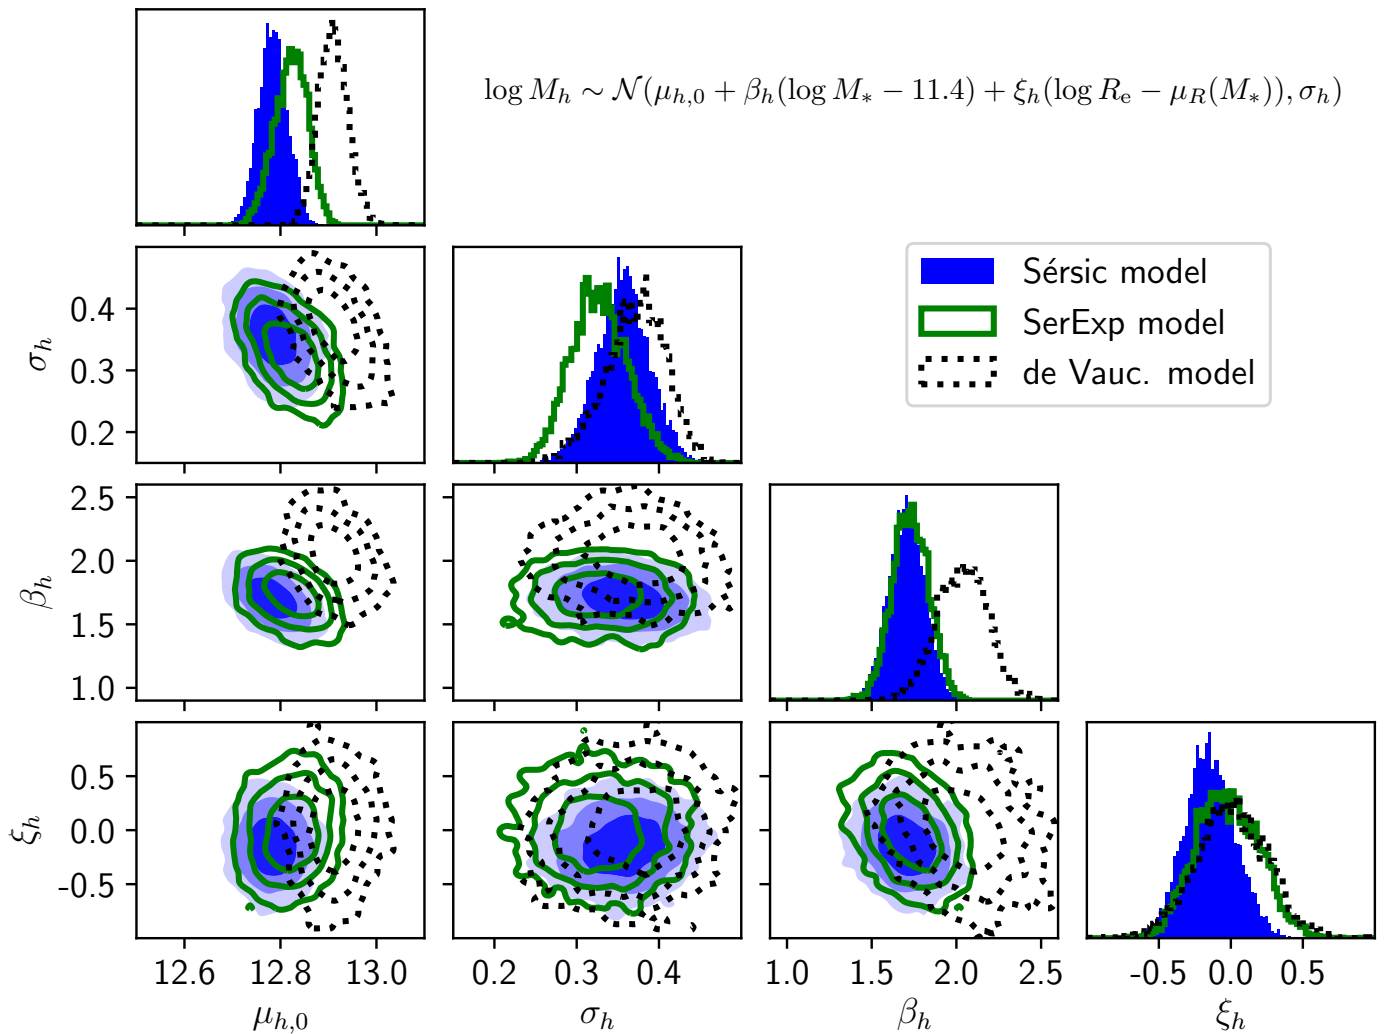 log M_h ∼ 𝒩(μ_{h,0} + β_h(log M_* − 11.4) + ξ_h(log R_e − μ_R(M_*)), σ_h)
Sérsic model
SerExp model
de Vauc. model
σ_h
0.4
0.3
0.2
β_h
2.5
2.0
1.5
1.0
ξ_h
0.5
0.0
-0.5
12.6 12.8 13.0
0.2 0.3 0.4
1.0 1.5 2.0 2.5
-0.5 0.0 0.5
μ_{h,0}
σ_h
β_h
ξ_h